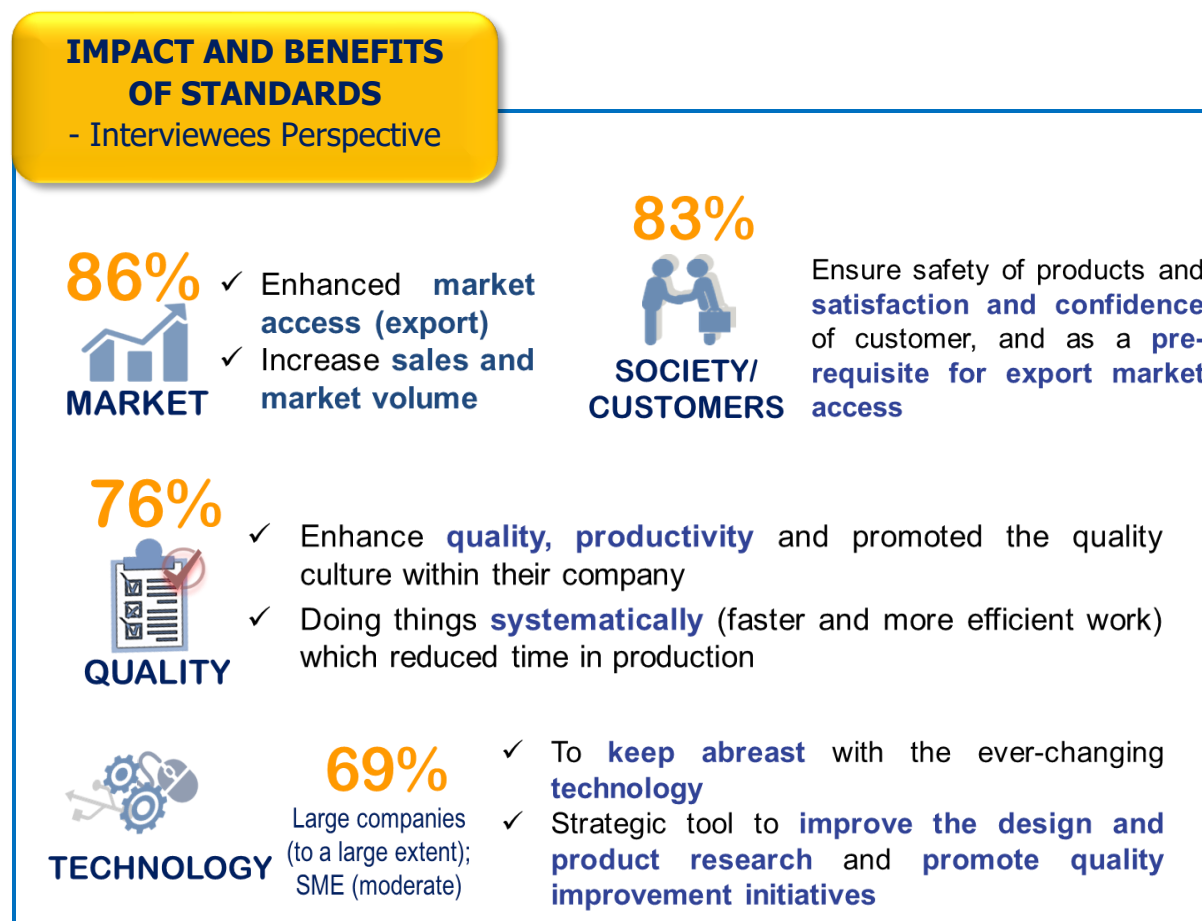 IMPACT AND BENEFITS
OF STANDARDS
- Interviewees Perspective
86%
MARKET
✓ Enhanced market
access (export)
✓ Increase sales and
market volume
83%
SOCIETY/
CUSTOMERS
Ensure safety of products and
satisfaction and confidence
of customer, and as a pre-
requisite for export market
access
76%
QUALITY
✓ Enhance quality, productivity and promoted the quality
culture within their company
✓ Doing things systematically (faster and more efficient work)
which reduced time in production
TECHNOLOGY
69%
Large companies
(to a large extent);
SME (moderate)
✓ To keep abreast with the ever-changing
technology
✓ Strategic tool to improve the design and
product research and promote quality
improvement initiatives